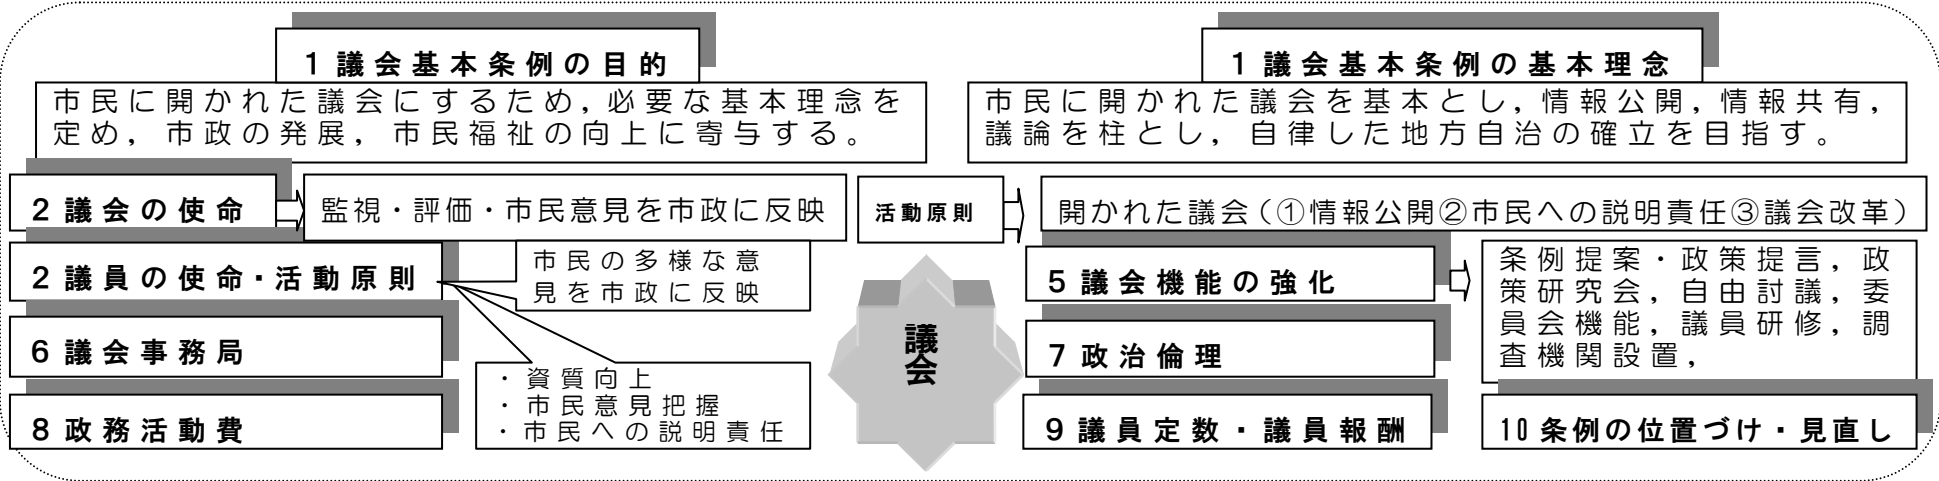 1議会基本条例の目的
市民に開かれた議会にするため,必要な基本理念を
定め,市政の発展,市民福祉の向上に寄与する。
1議会基本条例の基本理念
市民に開かれた議会を基本とし,情報公開,情報共有,
議論を柱とし,自律した地方自治の確立を目指す。
2議会の使命
監視・評価・市民意見を市政に反映
活動原則
開かれた議会(①情報公開②市民への説明責任③議会改革)
2議員の使命・活動原則
市民の多様な意
見を市政に反映
6議会事務局
・資質向上
・市民意見把握
・市民への説明責任
8政務活動費
議会
5議会機能の強化
条例提案・政策提言,政
策研究会,自由討議,委
員会機能,議員研修,調
査機関設置,
7政治倫理
9議員定数・議員報酬
10条例の位置づけ・見直し